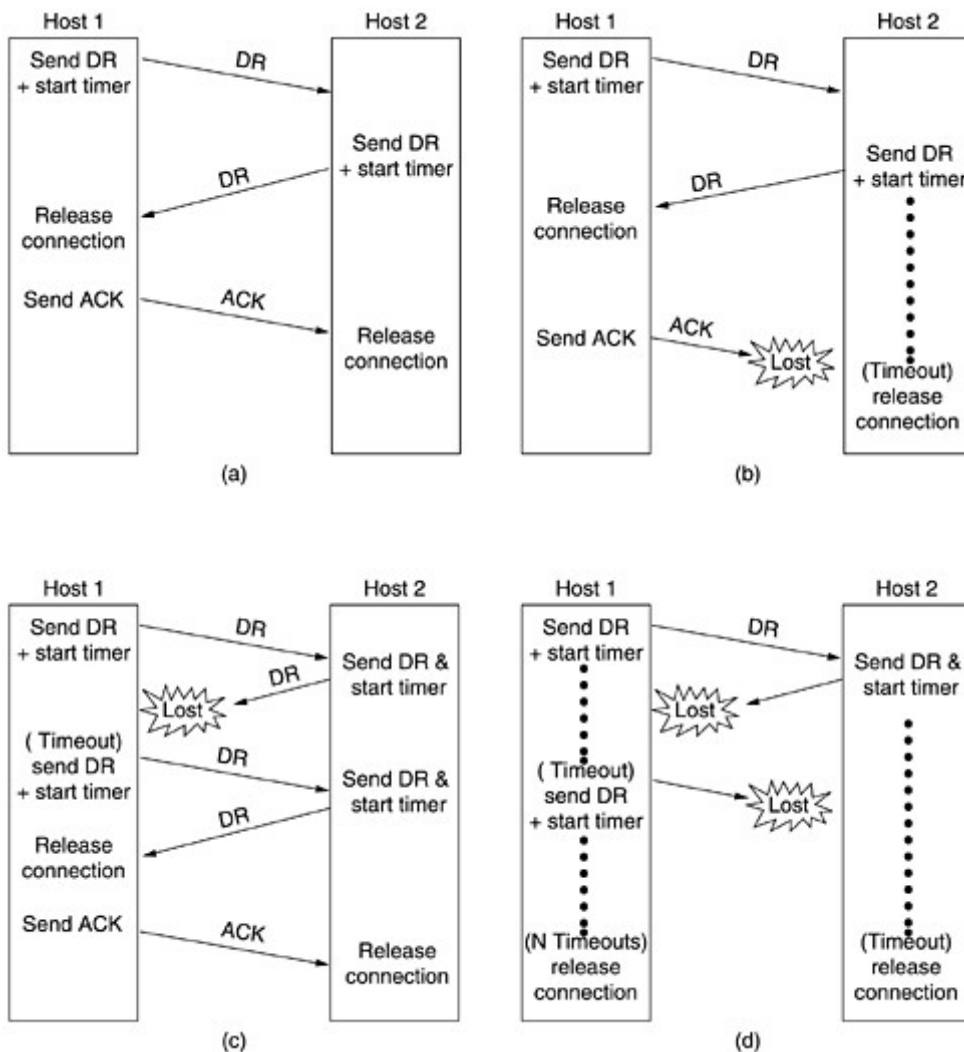 Host 1
Host 2
Send DR
+ start timer
DR
Send DR
+ start timer
DR
Release
connection
Send ACK
ACK
Release
connection
(a)
Host 1
Host 2
Send DR
+ start timer
DR
Send DR
+ start timer
DR
Release
connection
Send ACK
ACK
Lost
(Timeout)
release
connection
(b)
Host 1
Host 2
Send DR
+ start timer
DR
Send DR &
start timer
DR
Lost
( Timeout)
send DR
+ start timer
DR
Send DR &
start timer
DR
Release
connection
Send ACK
ACK
Release
connection
(c)
Host 1
Host 2
Send DR
+ start timer
DR
Send DR &
start timer
Lost
( Timeout)
send DR
+ start timer
Lost
(N Timeouts)
release
connection
(Timeout)
release
connection
(d)